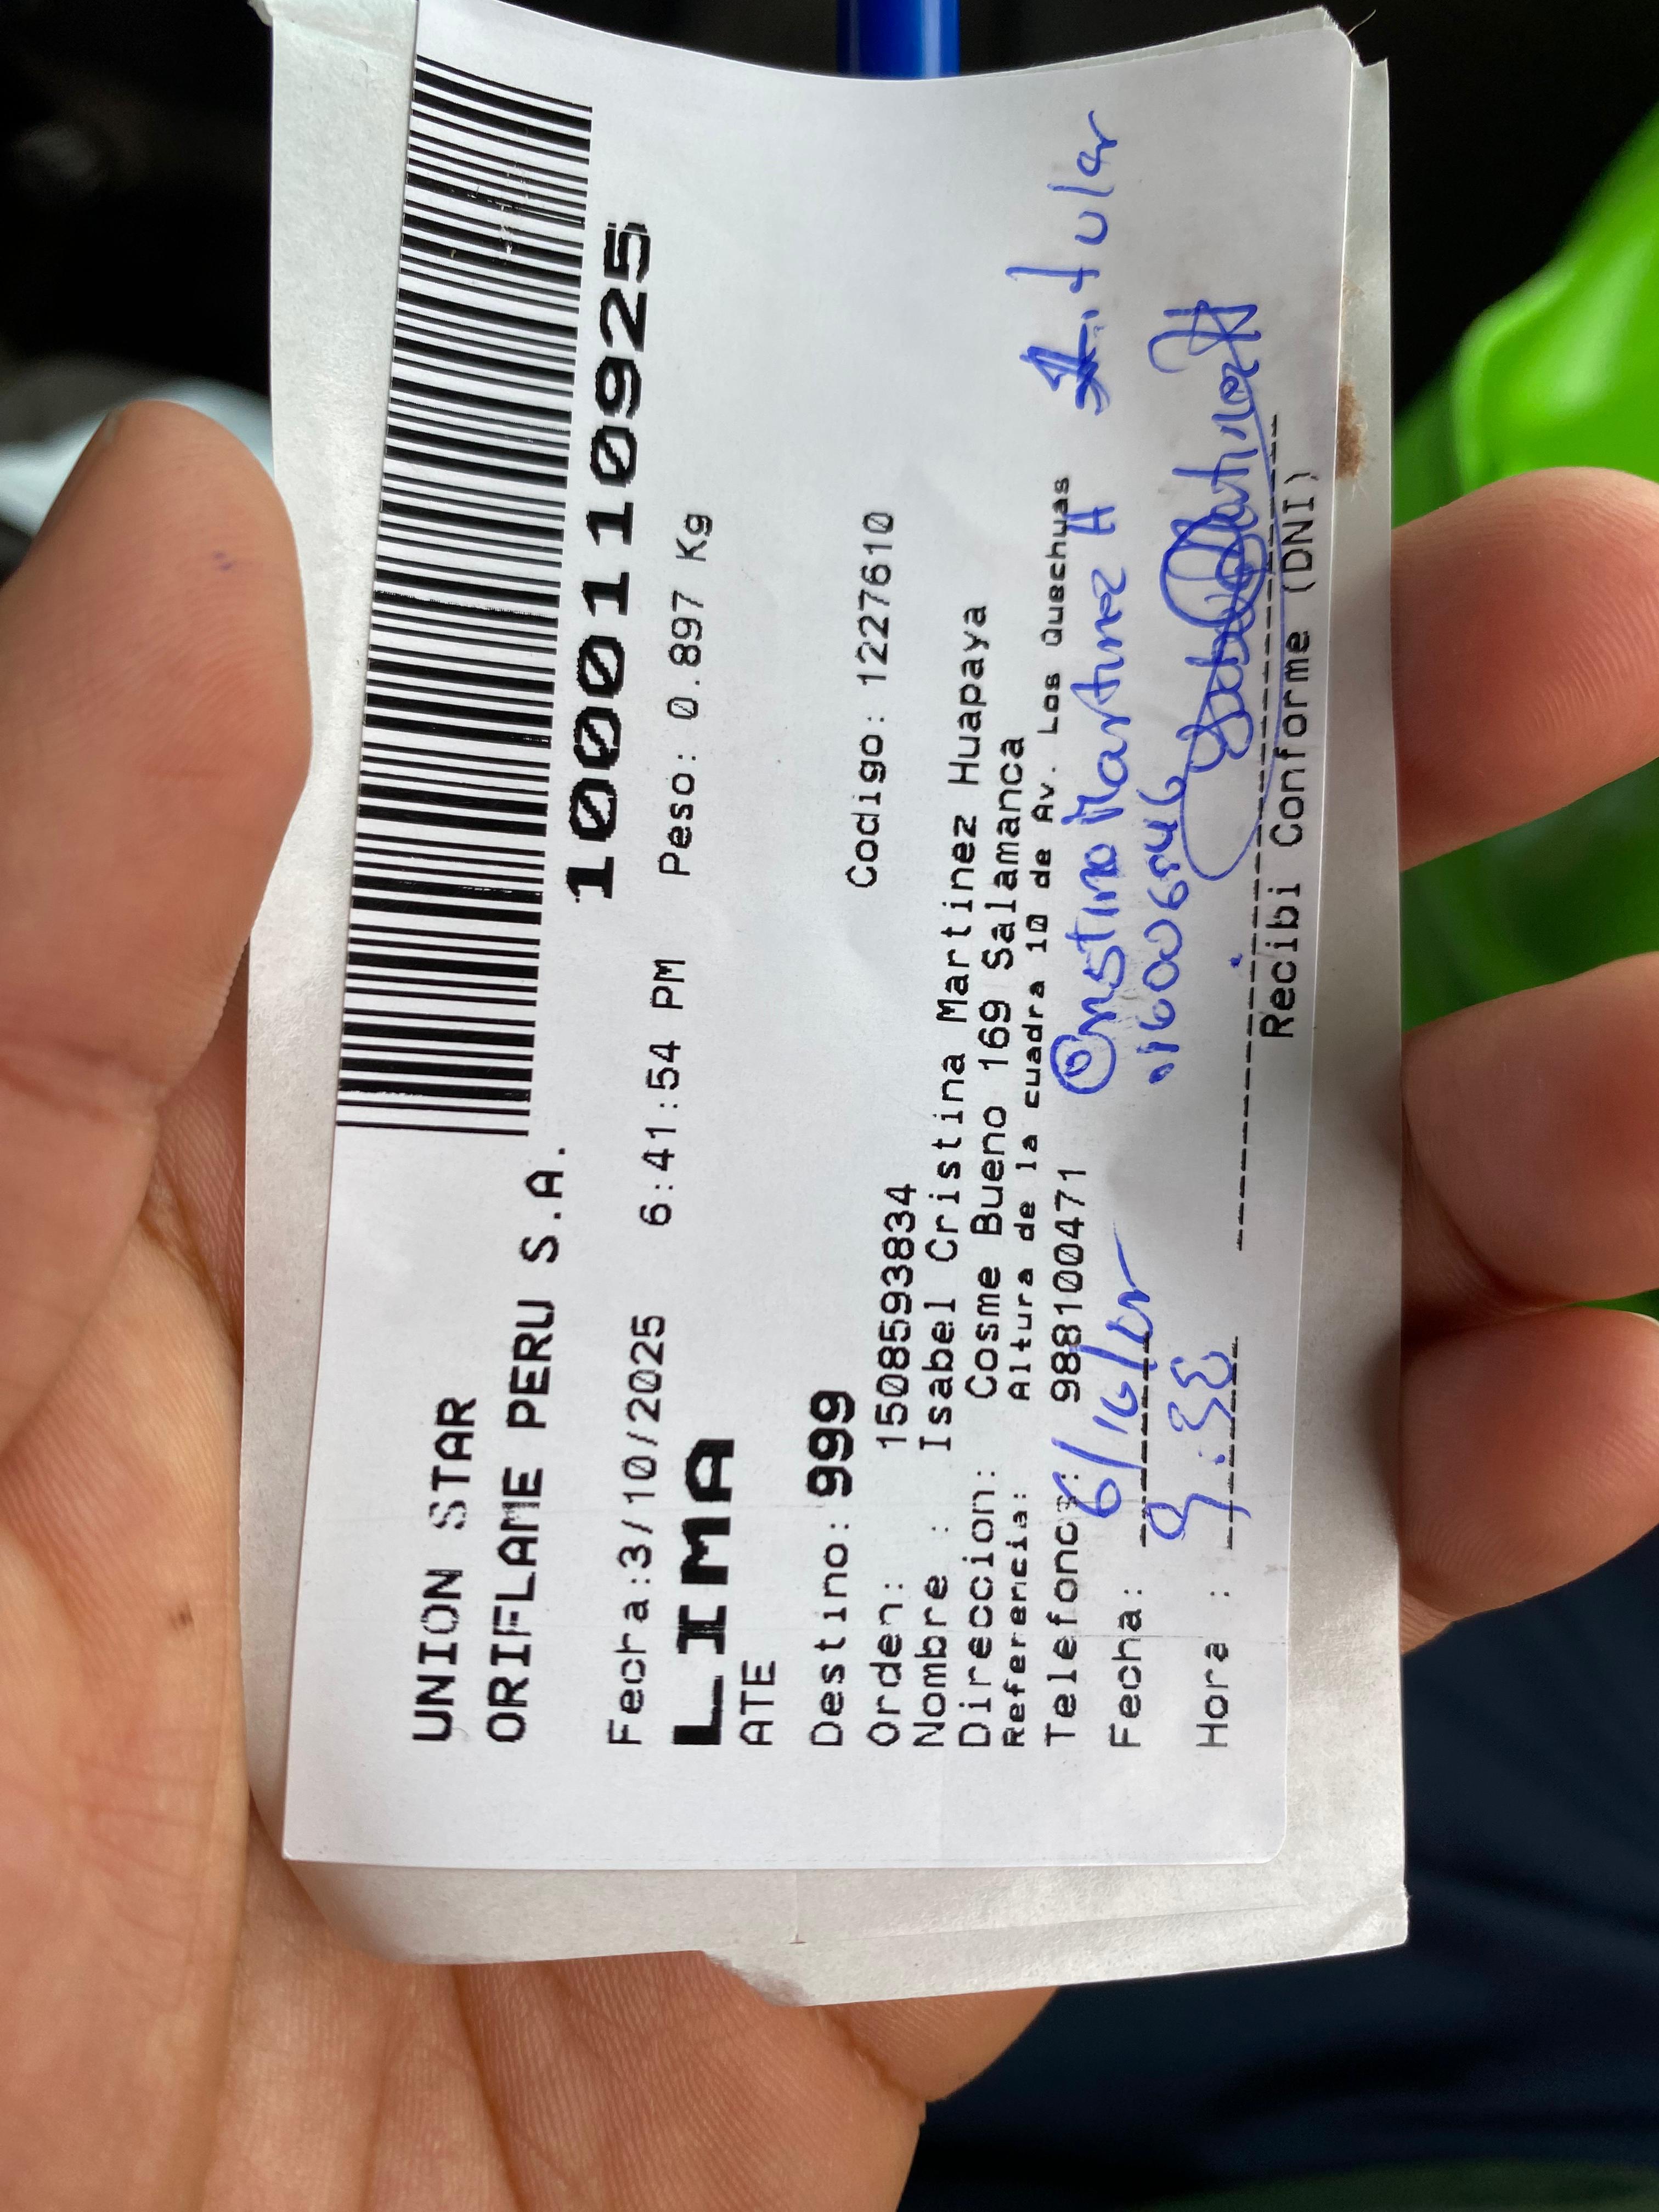 UNION STAR
ORIFLAME PERU S.A.
1000110925
Fecha:3/10/2025 6:41:54 PM Peso: 0.897 Kg
LIMA
ATE
Destino: 999
Orden: 1508593834 Codigo: 1227610
Nombre : Isabel Cristina Martinez Huapaya
Direccion: Cosme Bueno 169 Salamanca
Referencia: Altura de la cuadra 10 de Av. Los Quechuas
Telefono: 988100471
Cristina Martinez H titular
Fecha: 6/10/
Hora :
Recibi Conforme (DNI)